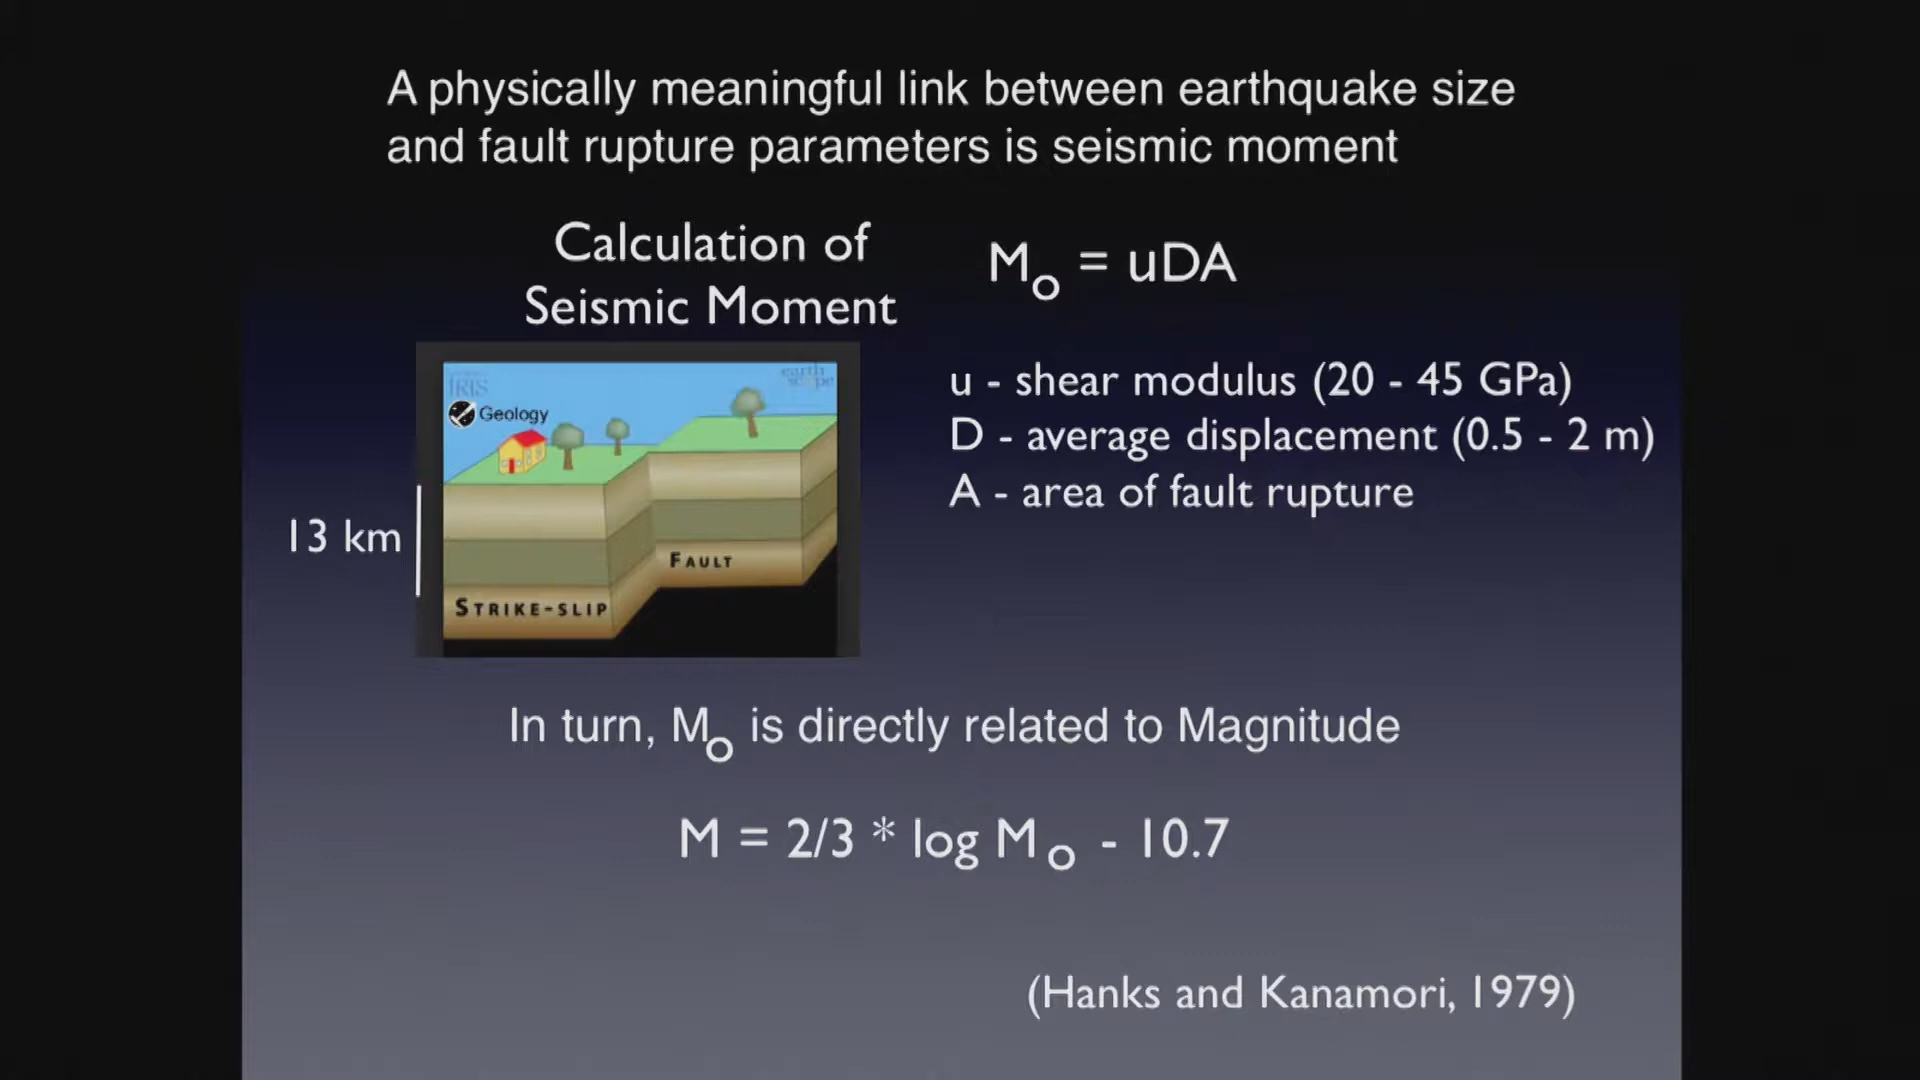 A physically meaningful link between earthquake size
and fault rupture parameters is seismic moment
Calculation of
Seismic Moment
Mo = uDA
IRIS
earth
scope
Geology
u - shear modulus (20 - 45 GPa)
D - average displacement (0.5 - 2 m)
A - area of fault rupture
13 km
FAULT
STRIKE-SLIP
In turn, Mo is directly related to Magnitude
M = 2/3 * log Mo - 10.7
(Hanks and Kanamori, 1979)